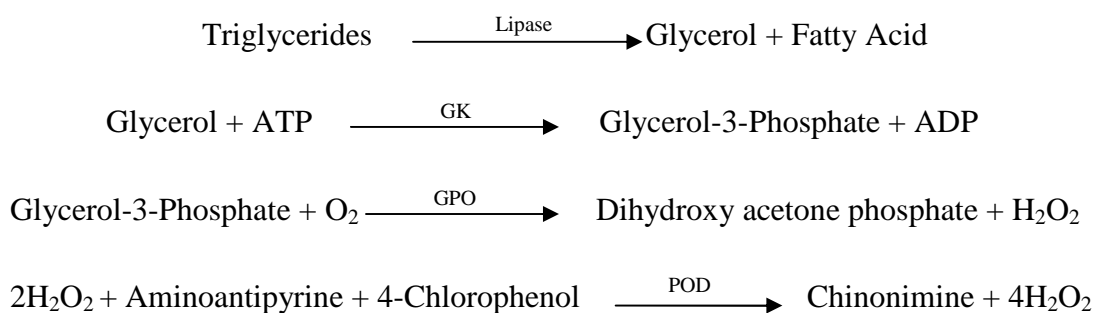 Triglycerides Lipase Glycerol + Fatty Acid
Glycerol + ATP GK Glycerol-3-Phosphate + ADP
Glycerol-3-Phosphate + O₂ GPO Dihydroxy acetone phosphate + H₂O₂
2H₂O₂ + Aminoantipyrine + 4-Chlorophenol POD Chinonimine + 4H₂O₂